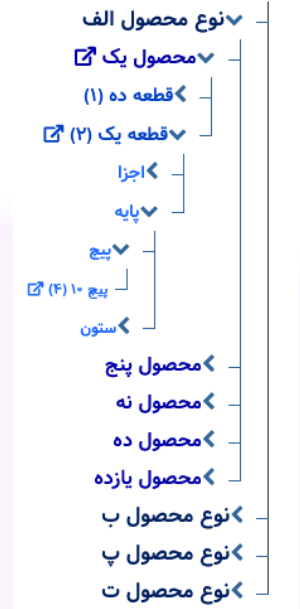 نوع محصول الف
محصول یک
قطعه ده (۱)
قطعه یک (۲)
اجزا
پایه
پیچ
پیچ ۱۰ (۴)
ستون
محصول پنج
محصول نه
محصول ده
محصول یازده
نوع محصول ب
نوع محصول پ
نوع محصول ت